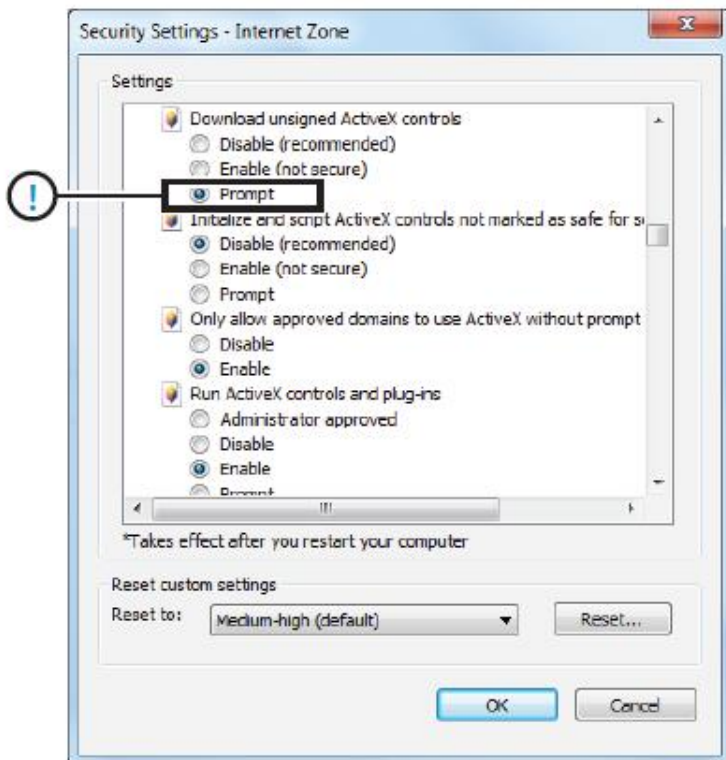 Security Settings - Internet Zone
Settings
Download unsigned ActiveX controls
Disable (recommended)
Enable (not secure)
! Prompt
Initialize and script ActiveX controls not marked as safe for s
Disable (recommended)
Enable (not secure)
Prompt
Only allow approved domains to use ActiveX without prompt
Disable
Enable
Run ActiveX controls and plug-ins
Administrator approved
Disable
Enable
Prompt
*Takes effect after you restart your computer
Reset custom settings
Reset to: Medium-high (default) Reset...
OK Cancel